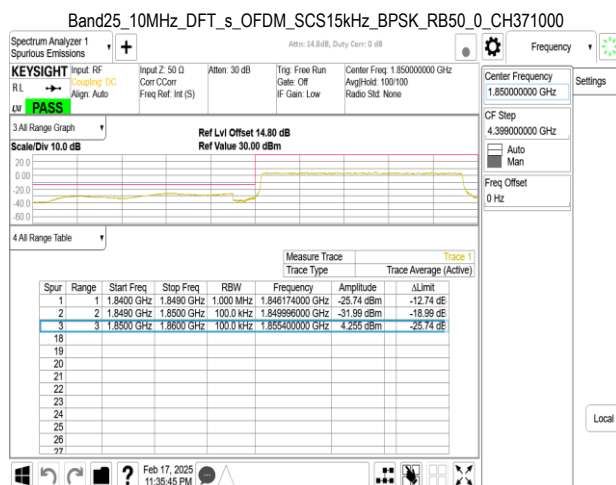 Band25_10MHz_DFT_s_OFDM_SCS15kHz_BPSK_RB50_0_CH371000
Spectrum Analyzer 1
Spurious Emissions
Attn: 14.8dB, Duty Corr: 0 dB
Frequency
KEYSIGHT Input: RF Input Z: 50 Ω Atten: 30 dB Trig: Free Run Center Freq: 1.850000000 GHz
RL Coupling: DC Corr CCorr Gate: Off Avg|Hold: 100/100
Align: Auto Freq Ref: Int (S) IF Gain: Low Radio Std: None
LXI PASS
Center Frequency
1.850000000 GHz
Settings
CF Step
4.399000000 GHz
Auto
Man
Freq Offset
0 Hz
3 All Range Graph
Ref Lvl Offset 14.80 dB
Scale/Div 10.0 dB Ref Value 30.00 dBm
20.0
0.00
-20.0
-40.0
-60.0
4 All Range Table
Measure Trace Trace 1
Trace Type Trace Average (Active)
Spur Range Start Freq Stop Freq RBW Frequency Amplitude ΔLimit
1 1 1.8400 GHz 1.8490 GHz 1.000 MHz 1.846174000 GHz -25.74 dBm -12.74 dB
2 2 1.8490 GHz 1.8500 GHz 100.0 kHz 1.849996000 GHz -31.99 dBm -18.99 dB
3 3 1.8500 GHz 1.8600 GHz 100.0 kHz 1.855400000 GHz 4.255 dBm -25.74 dB
18
19
20
21
22
23
24
25
26
27
Local
Feb 17, 2025
11:35:45 PM